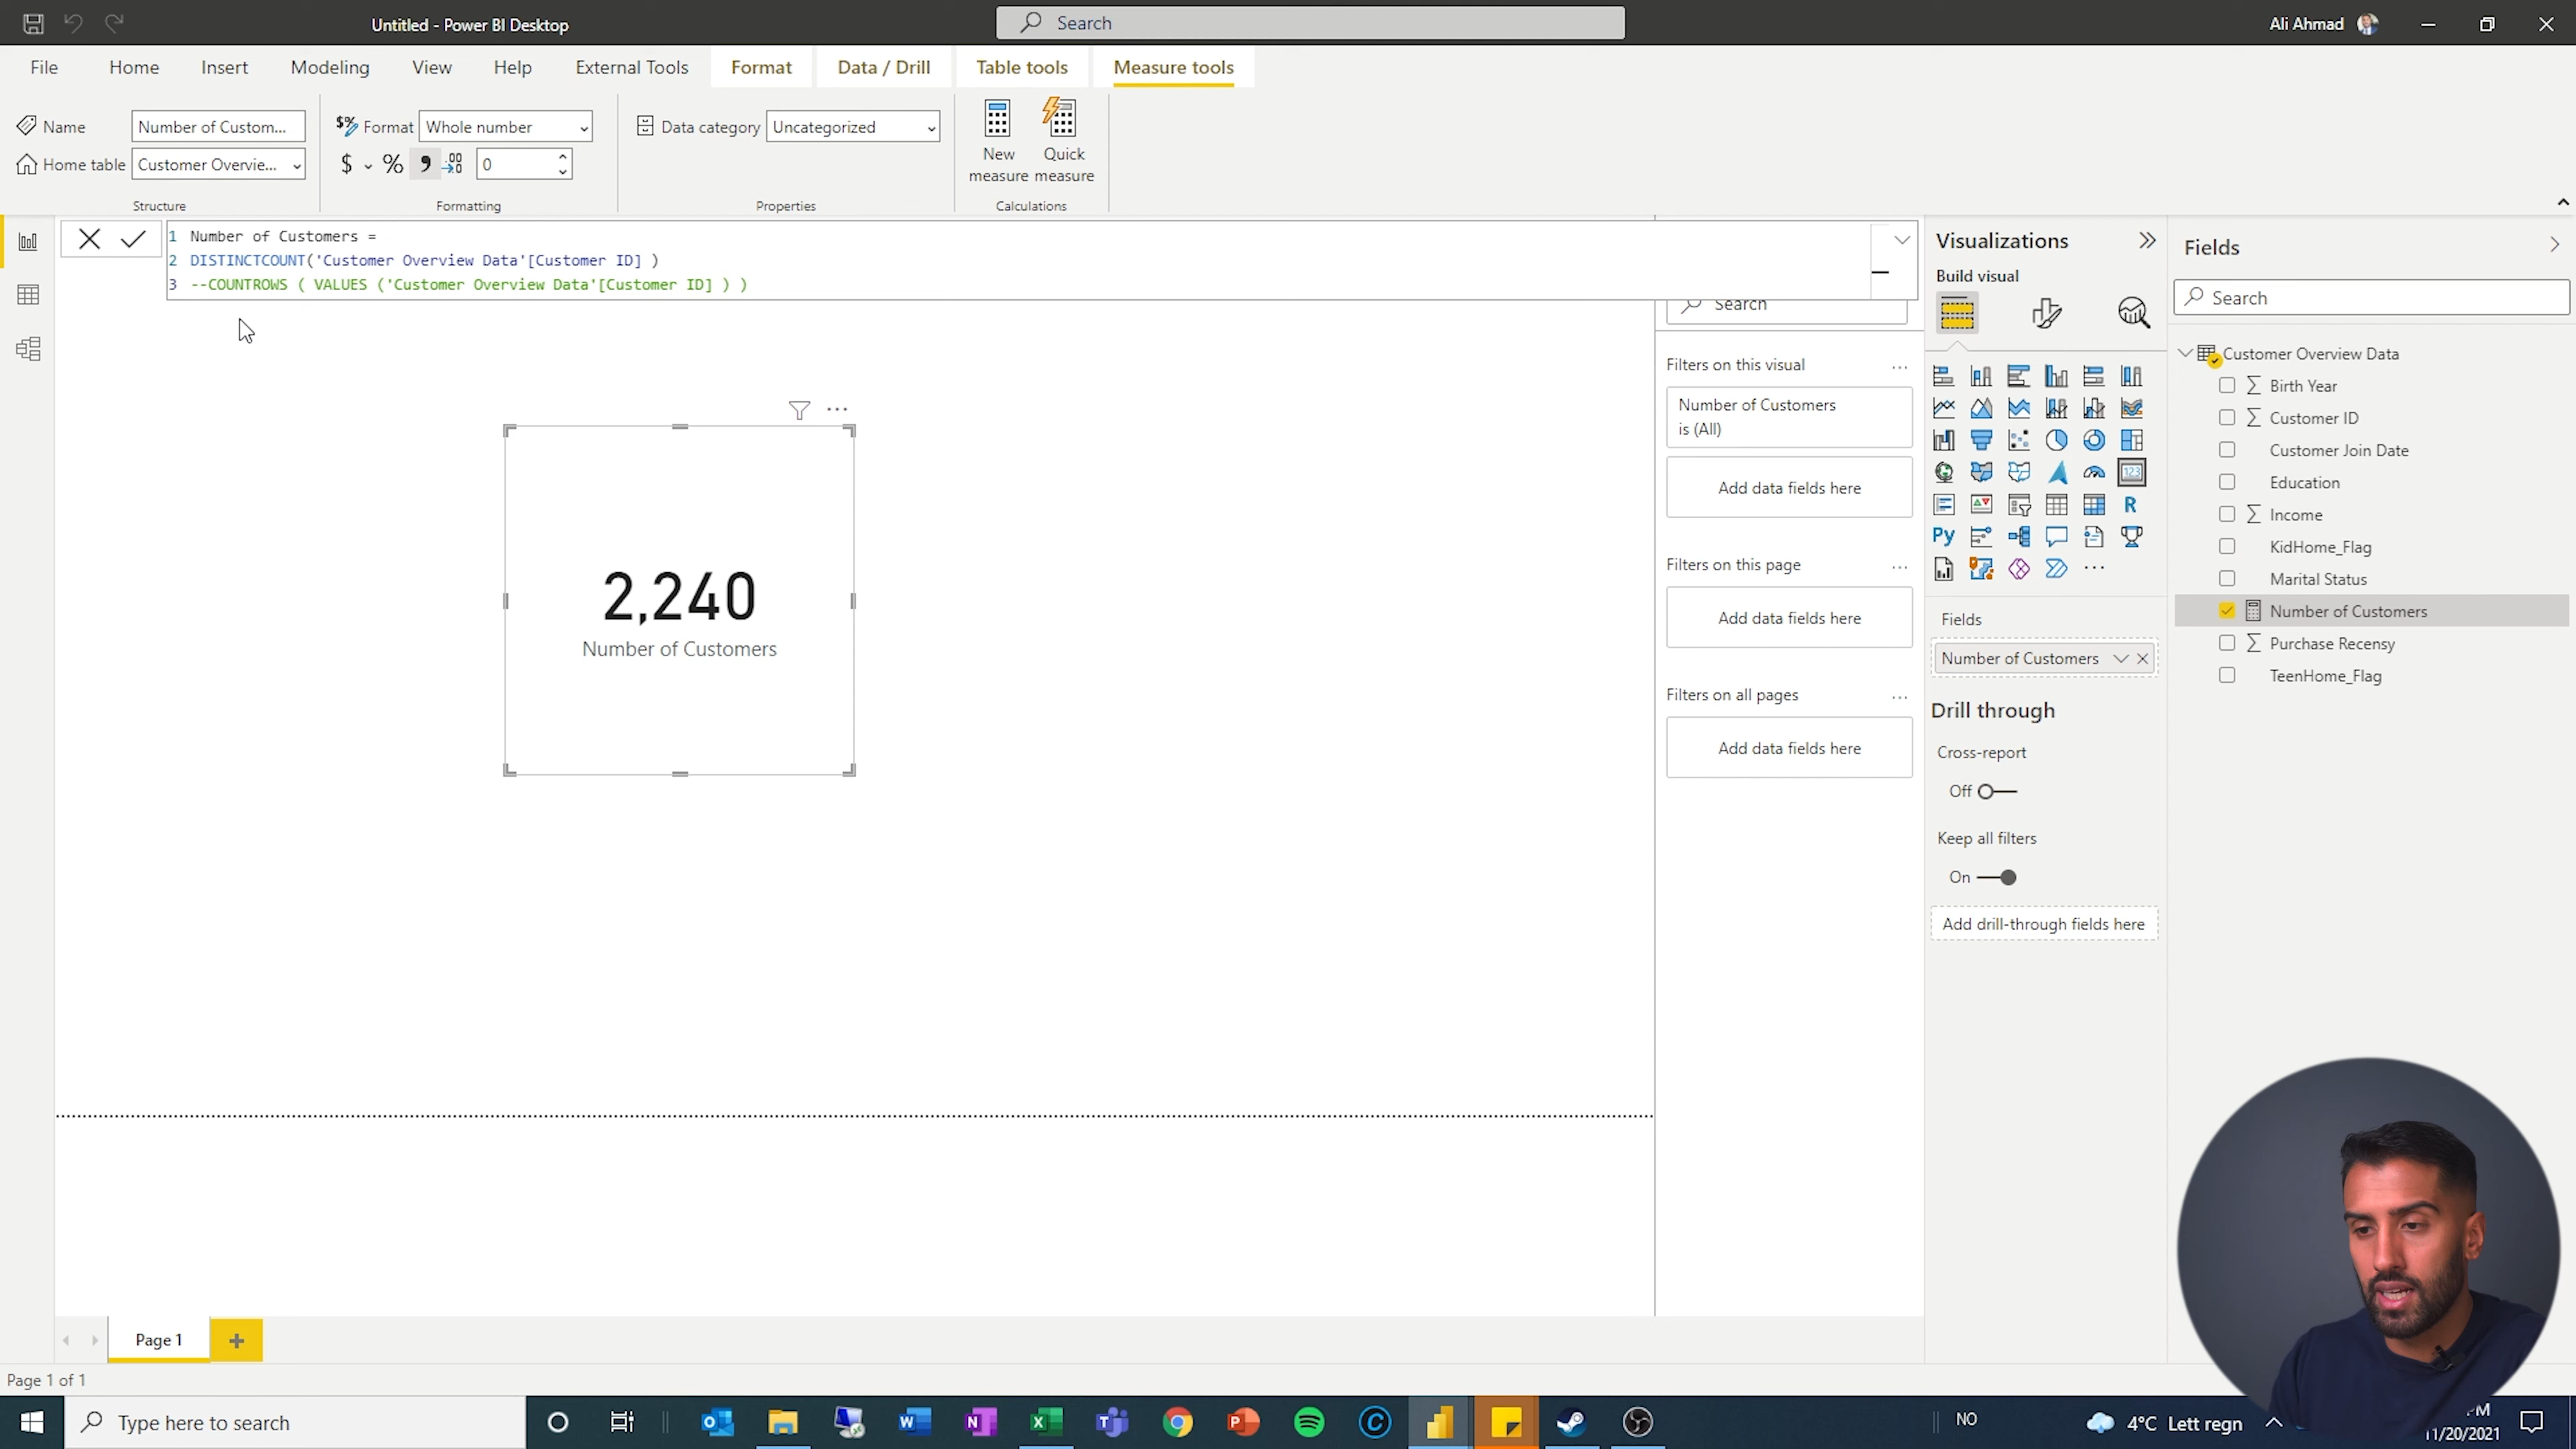 Untitled - Power BI Desktop
Search
Ali Ahmad
File Home Insert Modeling View Help External Tools Format Data / Drill Table tools Measure tools
Name Number of Custom...
Home table Customer Overvie...
Structure
Format Whole number
$ % 0
Formatting
Data category Uncategorized
Properties
New measure
Quick measure
Calculations
1 Number of Customers =
2 DISTINCTCOUNT('Customer Overview Data'[Customer ID] )
3 --COUNTROWS ( VALUES ('Customer Overview Data'[Customer ID] ) )
2,240
Number of Customers
Search
Filters on this visual ...
Number of Customers
is (All)
Add data fields here
Filters on this page ...
Add data fields here
Filters on all pages ...
Add data fields here
Visualizations
Build visual
123
R
Py
...
Fields
Number of Customers
Drill through
Cross-report
Off
Keep all filters
On
Add drill-through fields here
Fields
Search
Customer Overview Data
Birth Year
Customer ID
Customer Join Date
Education
Income
KidHome_Flag
Marital Status
Number of Customers
Purchase Recensy
TeenHome_Flag
Page 1
Page 1 of 1
Type here to search
NO
4°C Lett regn
11/20/2021